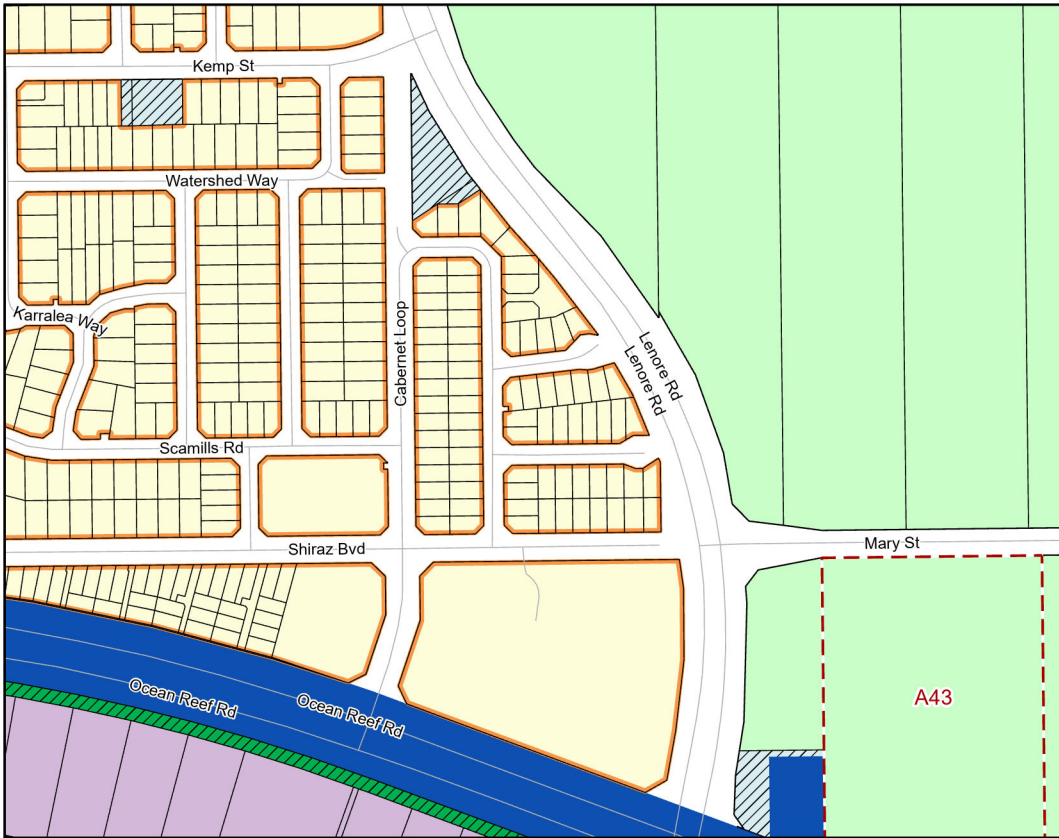 Kemp St
Watershed Way
Karralea Way
Cabernet Loop
Lenore Rd
Lenore Rd
Scamills Rd
Shiraz Bvd
Mary St
Ocean Reef Rd
Ocean Reef Rd
A43